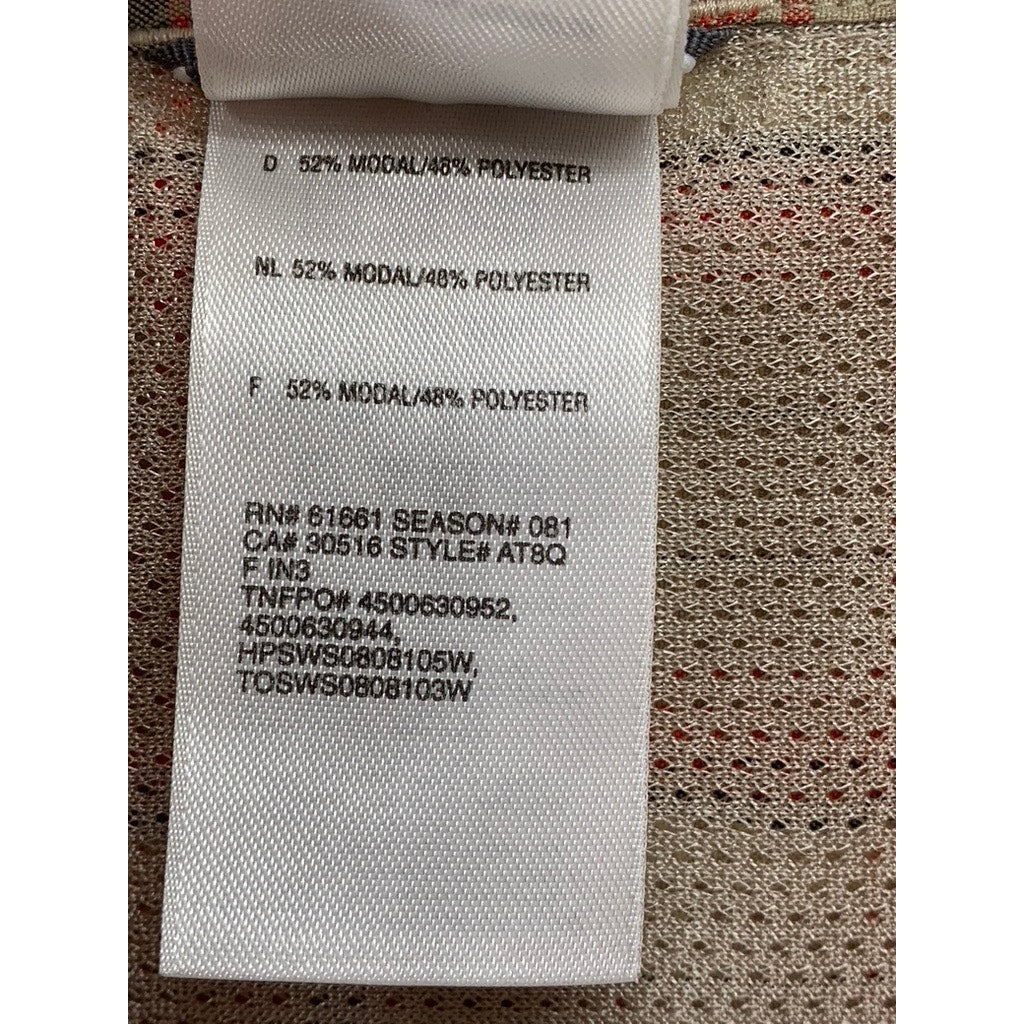 D 52% MODAL/48% POLYESTER
NL 52% MODAL/48% POLYESTER
F 52% MODAL/48% POLYESTER
RN# 61661 SEASON# 081
CA# 30516 STYLE# AT8Q
F IN3
TNFPO# 4500630952,
4500630944,
HPSWS0808105W,
TOSWS0808103W